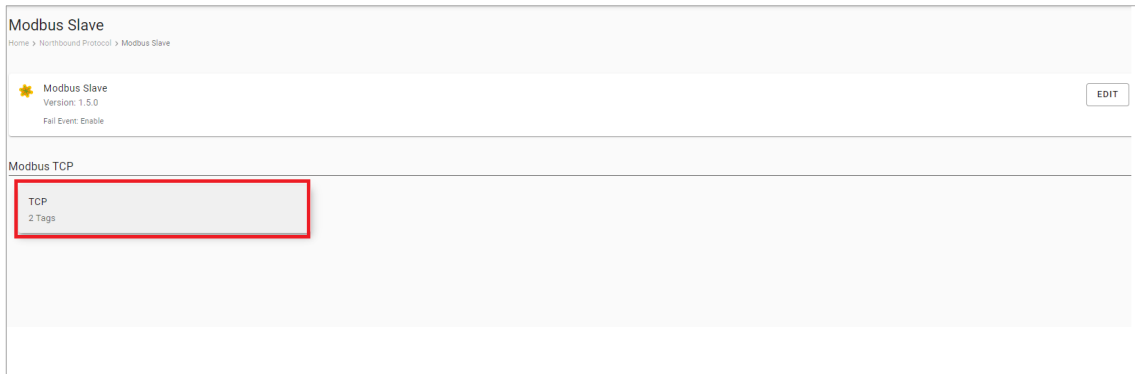 Modbus Slave
Home > Northbound Protocol > Modbus Slave
Modbus Slave
Version: 1.5.0
EDIT
Fail Event: Enable
Modbus TCP
TCP
2 Tags